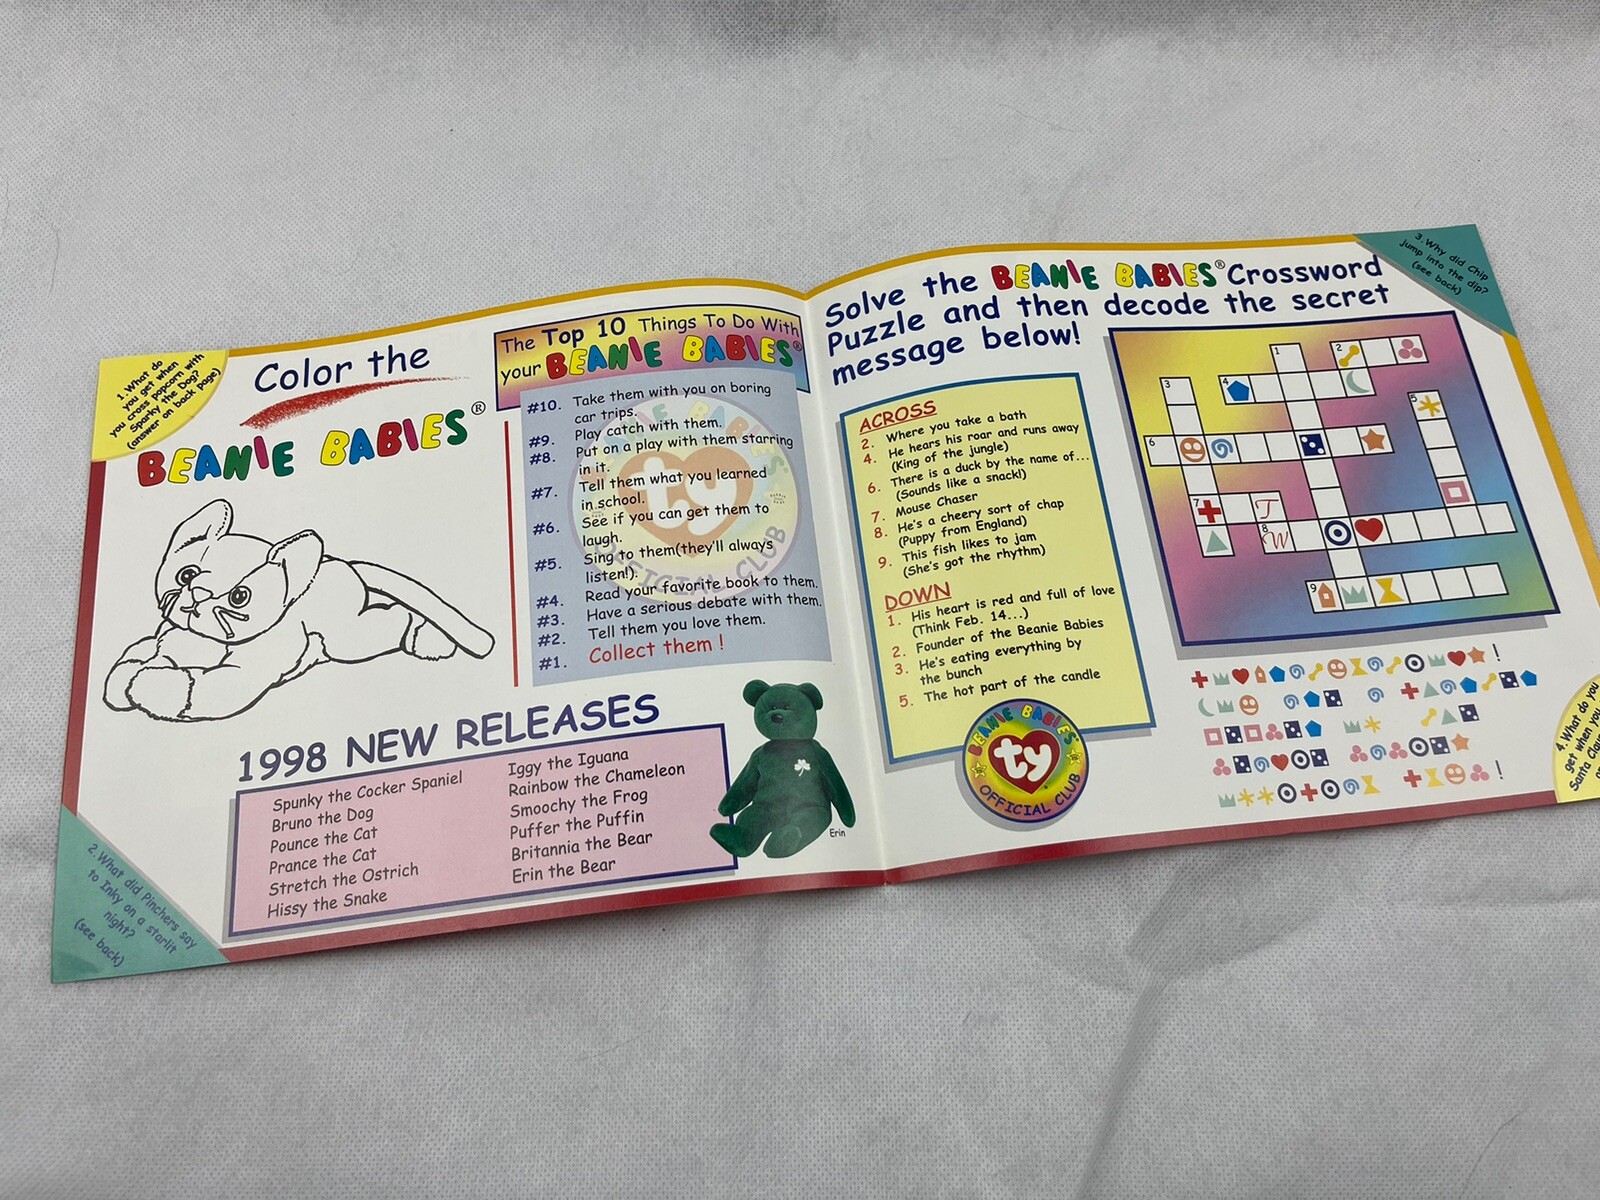 1. What do
you get when
you cross popcorn with
Sparky the Dog?
(answer on back page)
Color the
BEANIE BABIES®
The Top 10 Things To Do With
your BEANIE BABIES®
#10. Take them with you on boring
car trips.
#9. Play catch with them.
#8. Put on a play with them starring
in it.
#7. Tell them what you learned
in school.
#6. See if you can get them to
laugh.
#5. Sing to them(they'll always
listen!).
#4. Read your favorite book to them.
#3. Have a serious debate with them.
#2. Tell them you love them.
#1. Collect them !
ty
OFFICIAL CLUB
1998 NEW RELEASES
Spunky the Cocker Spaniel
Bruno the Dog
Pounce the Cat
Prance the Cat
Stretch the Ostrich
Hissy the Snake
Iggy the Iguana
Rainbow the Chameleon
Smoochy the Frog
Puffer the Puffin
Britannia the Bear
Erin the Bear
Erin
2. What did Pinchers say
to Inky on a starlit
night?
(see back)
Solve the BEANIE BABIES® Crossword
Puzzle and then decode the secret
message below!
3. Why did Chip
jump into the dip?
(see back)
ACROSS
2. Where you take a bath
4. He hears his roar and runs away
(King of the jungle)
6. There is a duck by the name of...
(Sounds like a snack!)
7. Mouse Chaser
8. He's a cheery sort of chap
(Puppy from England)
9. This fish likes to jam
(She's got the rhythm)
DOWN
1. His heart is red and full of love
(Think Feb. 14...)
2. Founder of the Beanie Babies
3. He's eating everything by
the bunch
5. The hot part of the candle
BEANIE BABIES
ty
OFFICIAL CLUB
1
2
3
4
5
6
7
T
8
W
9
!
!
4. What do you
get when you
Santa Claus